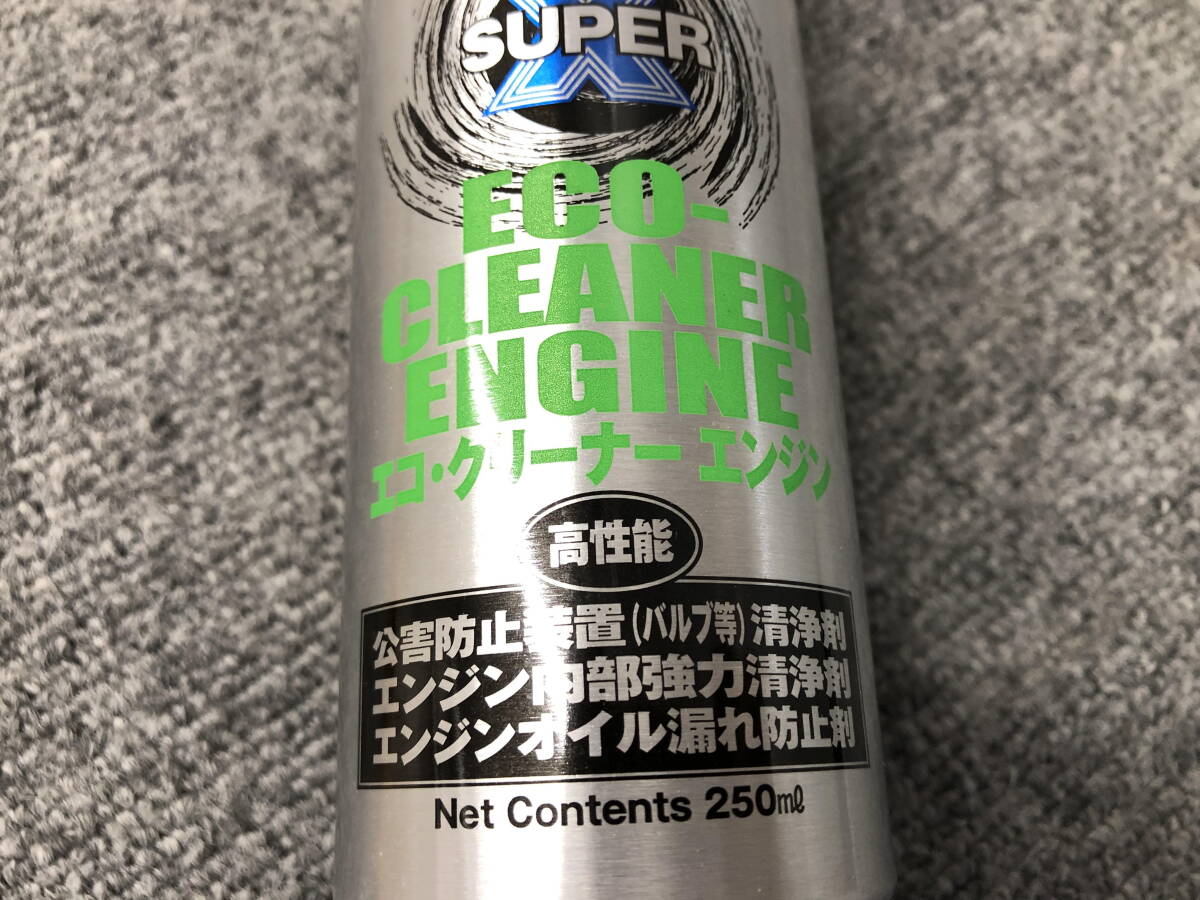 SUPER
X
ECO-
CLEANER
ENGINE
エコ・クリーナー エンジン
高性能
公害防止装置(バルブ等)清浄剤
エンジン内部強力清浄剤
エンジンオイル漏れ防止剤
Net Contents 250mℓ